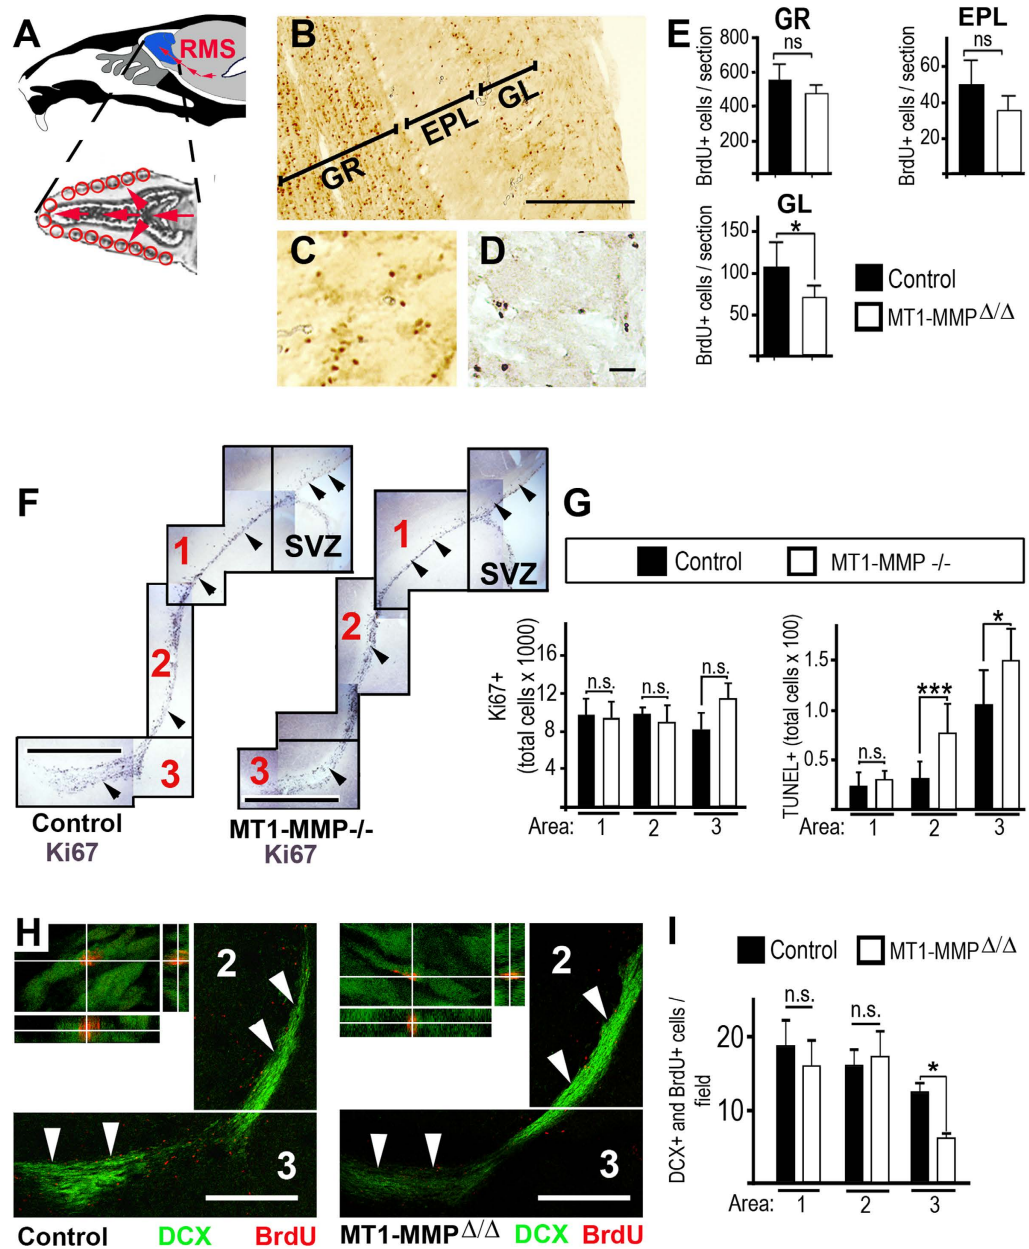 A
RMS
B
GR
EPL
GL
C
D
E
GR
BrdU+ cells / section
800
600
400
200
ns
EPL
BrdU+ cells / section
60
40
20
ns
GL
BrdU+ cells / section
150
100
50
*
Control
MT1-MMPΔ/Δ
F
1
SVZ
2
3
Control
Ki67
1
SVZ
2
3
MT1-MMP-/-
Ki67
G
Control
MT1-MMP -/-
Ki67+
(total cells x 1000)
16
12
8
4
n.s.
n.s.
n.s.
Area: 1 2 3
TUNEL+ (total cells x 100)
1.5
1.0
0.5
n.s.
***
*
Area: 1 2 3
H
2
3
Control DCX BrdU
2
3
MT1-MMPΔ/Δ DCX BrdU
I
Control
MT1-MMPΔ/Δ
DCX+ and BrdU+ cells /
field
20
10
n.s.
n.s.
*
Area: 1 2 3